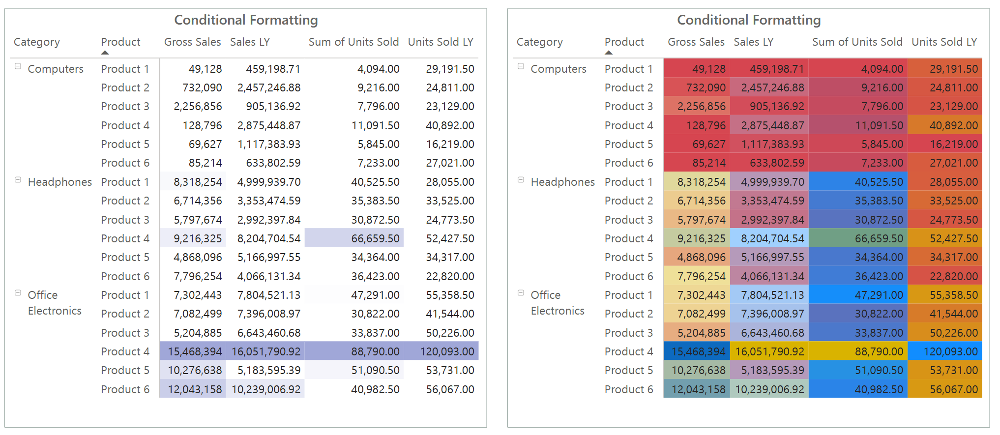 Conditional Formatting
Category Product Gross Sales Sales LY Sum of Units Sold Units Sold LY
Computers Product 1 49,128 459,198.71 4,094.00 29,191.50
Product 2 732,090 2,457,246.88 9,216.00 24,811.00
Product 3 2,256,856 905,136.92 7,796.00 23,129.00
Product 4 128,796 2,875,448.87 11,091.50 40,892.00
Product 5 69,627 1,117,383.93 5,845.00 16,219.00
Product 6 85,214 633,802.59 7,233.00 27,021.00
Headphones Product 1 8,318,254 4,999,939.70 40,525.50 28,055.00
Product 2 6,714,356 3,353,474.59 35,383.50 33,525.00
Product 3 5,797,674 2,992,397.84 30,872.50 24,773.50
Product 4 9,216,325 8,204,704.54 66,659.50 52,427.50
Product 5 4,868,096 5,166,997.55 34,364.00 34,317.00
Product 6 7,796,254 4,066,131.34 36,423.00 22,820.00
Office Product 1 7,302,443 7,804,521.13 47,291.00 55,358.50
Electronics Product 2 7,082,499 7,396,008.97 30,822.00 41,544.00
Product 3 5,204,885 6,643,460.68 33,837.00 50,226.00
Product 4 15,468,394 16,051,790.92 88,790.00 120,093.00
Product 5 10,276,638 5,183,595.39 51,090.50 53,731.00
Product 6 12,043,158 10,239,006.92 40,982.50 56,067.00
Conditional Formatting
Category Product Gross Sales Sales LY Sum of Units Sold Units Sold LY
Computers Product 1 49,128 459,198.71 4,094.00 29,191.50
Product 2 732,090 2,457,246.88 9,216.00 24,811.00
Product 3 2,256,856 905,136.92 7,796.00 23,129.00
Product 4 128,796 2,875,448.87 11,091.50 40,892.00
Product 5 69,627 1,117,383.93 5,845.00 16,219.00
Product 6 85,214 633,802.59 7,233.00 27,021.00
Headphones Product 1 8,318,254 4,999,939.70 40,525.50 28,055.00
Product 2 6,714,356 3,353,474.59 35,383.50 33,525.00
Product 3 5,797,674 2,992,397.84 30,872.50 24,773.50
Product 4 9,216,325 8,204,704.54 66,659.50 52,427.50
Product 5 4,868,096 5,166,997.55 34,364.00 34,317.00
Product 6 7,796,254 4,066,131.34 36,423.00 22,820.00
Office Product 1 7,302,443 7,804,521.13 47,291.00 55,358.50
Electronics Product 2 7,082,499 7,396,008.97 30,822.00 41,544.00
Product 3 5,204,885 6,643,460.68 33,837.00 50,226.00
Product 4 15,468,394 16,051,790.92 88,790.00 120,093.00
Product 5 10,276,638 5,183,595.39 51,090.50 53,731.00
Product 6 12,043,158 10,239,006.92 40,982.50 56,067.00